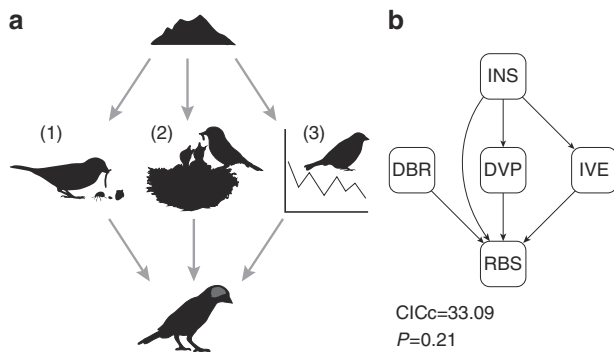 a
(1)
(2)
(3)
b
INS
DBR
DVP
IVE
RBS
CICc=33.09
P=0.21